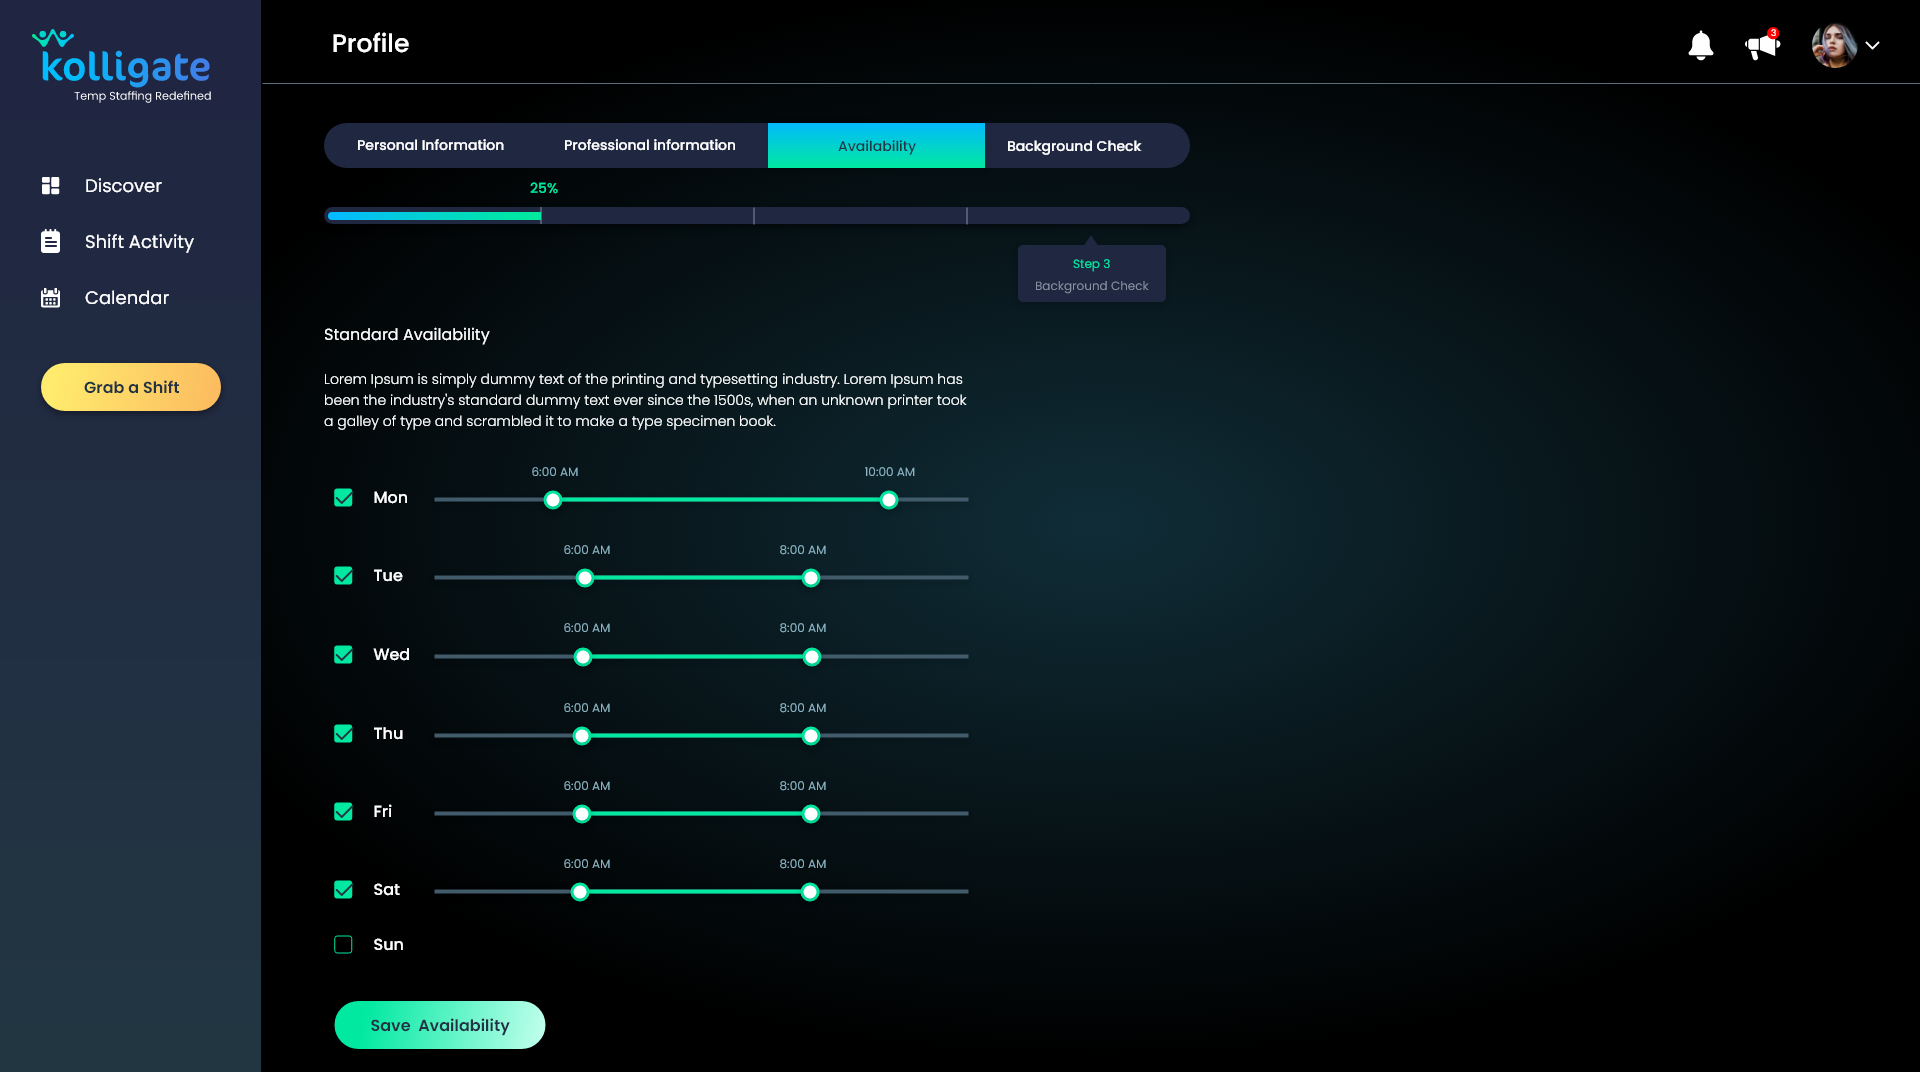 kolligate
Temp Staffing Redefined
Profile
3
Discover
Shift Activity
Calendar
Grab a Shift
Personal Information
Professional information
Availability
Background Check
25%
Step 3
Background Check
Standard Availability
Lorem Ipsum is simply dummy text of the printing and typesetting industry. Lorem Ipsum has
been the industry's standard dummy text ever since the 1500s, when an unknown printer took
a galley of type and scrambled it to make a type specimen book.
6:00 AM 10:00 AM
Mon
6:00 AM 8:00 AM
Tue
6:00 AM 8:00 AM
Wed
6:00 AM 8:00 AM
Thu
6:00 AM 8:00 AM
Fri
6:00 AM 8:00 AM
Sat
Sun
Save Availability